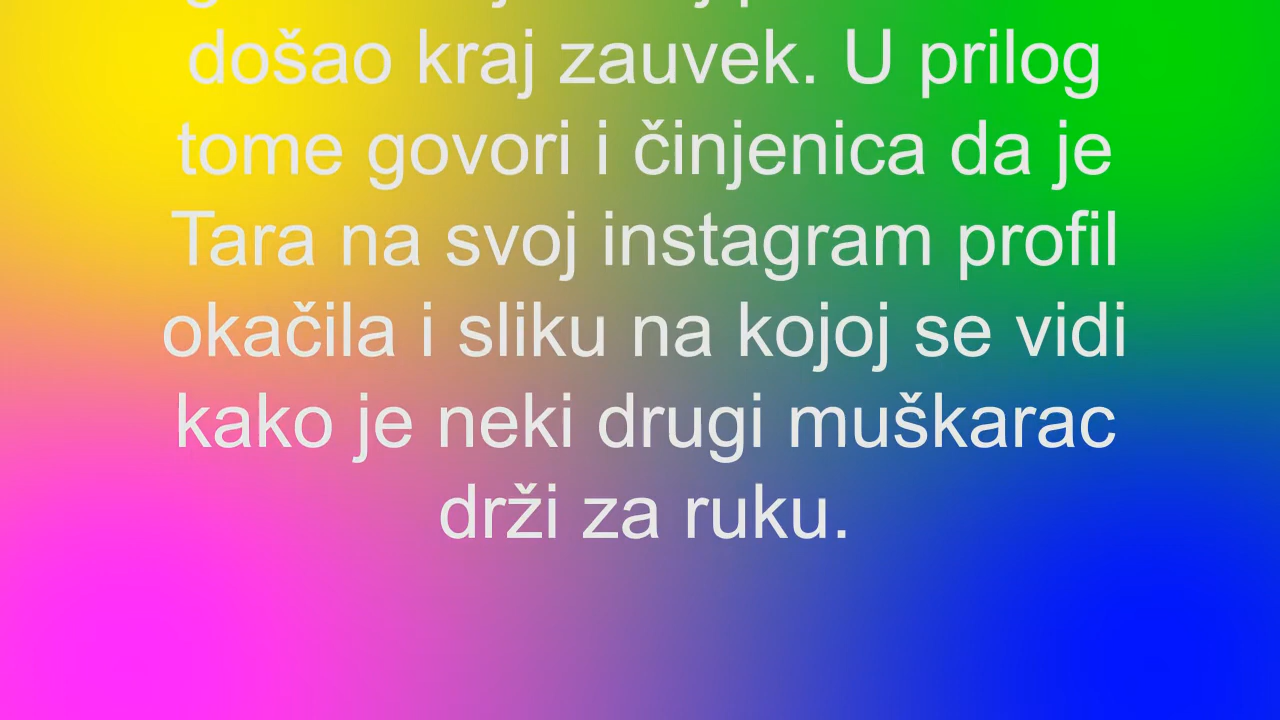 došao kraj zauvek. U prilog
tome govori i činjenica da je
Tara na svoj instagram profil
okačila i sliku na kojoj se vidi
kako je neki drugi muškarac
drži za ruku.